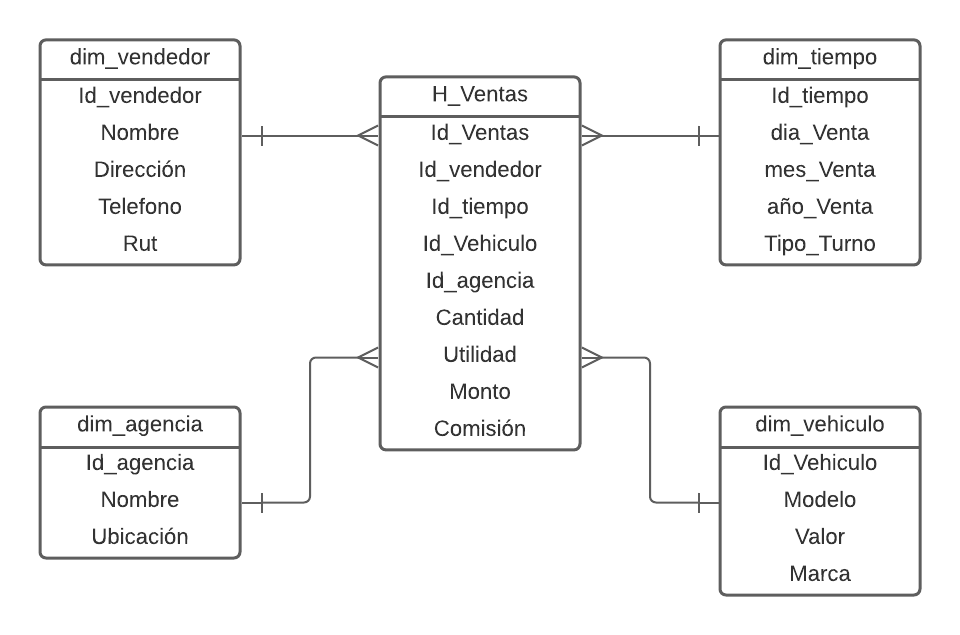 dim_vendedor
Id_vendedor
Nombre
Dirección
Telefono
Rut
H_Ventas
Id_Ventas
Id_vendedor
Id_tiempo
Id_Vehiculo
Id_agencia
Cantidad
Utilidad
Monto
Comisión
dim_tiempo
Id_tiempo
dia_Venta
mes_Venta
año_Venta
Tipo_Turno
dim_agencia
Id_agencia
Nombre
Ubicación
dim_vehiculo
Id_Vehiculo
Modelo
Valor
Marca